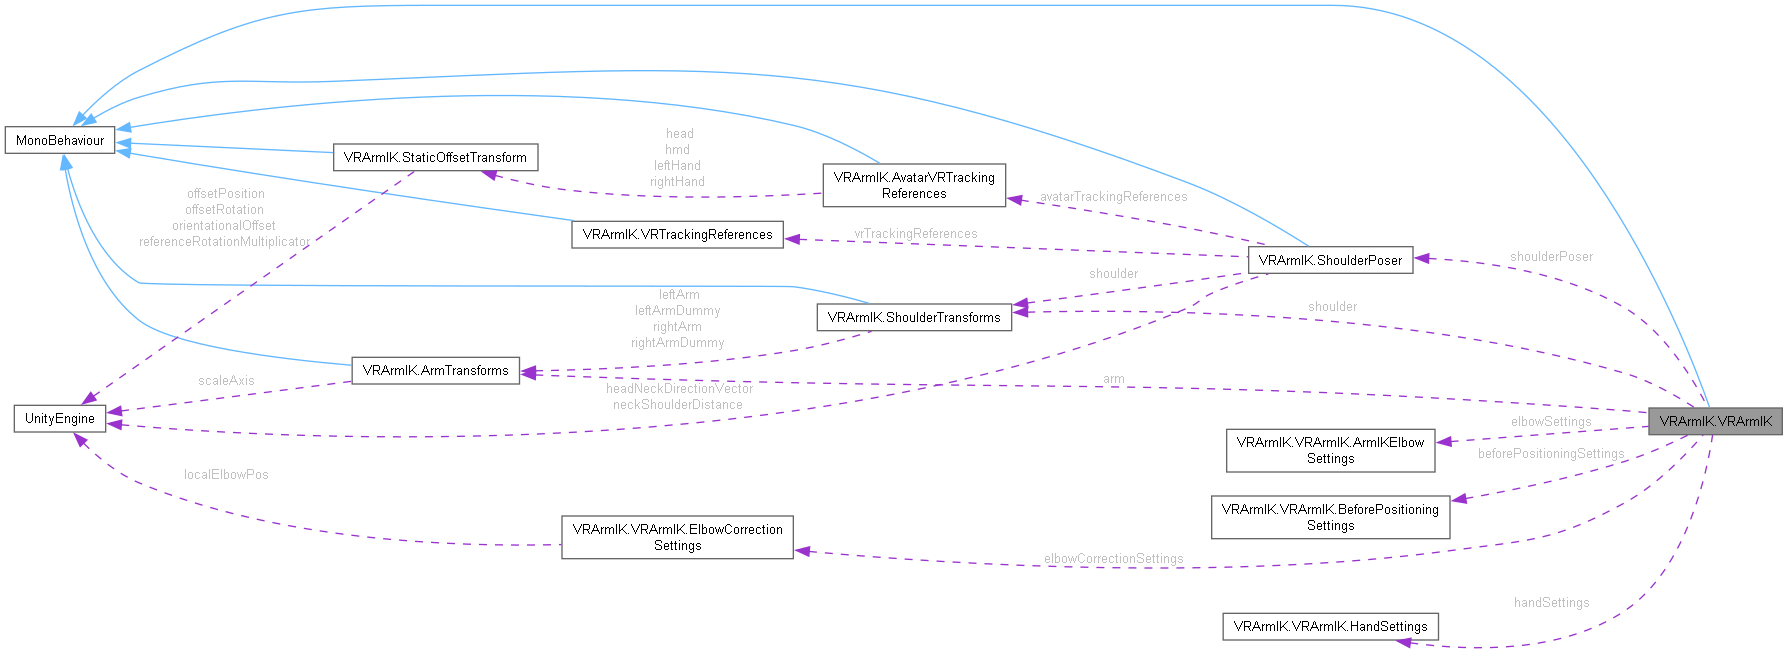 MonoBehaviour
VRArmIK.StaticOffsetTransform
head
hmd
leftHand
rightHand
VRArmIK.AvatarVRTracking
References
avatarTrackingReferences
offsetPosition
offsetRotation
orientationalOffset
referenceRotationMultiplicator
VRArmIK.VRTrackingReferences
vrTrackingReferences
VRArmIK.ShoulderPoser
shoulderPoser
shoulder
leftArm
leftArmDummy
rightArm
rightArmDummy
VRArmIK.ShoulderTransforms
shoulder
VRArmIK.ArmTransforms
scaleAxis
arm
headNeckDirectionVector
neckShoulderDistance
UnityEngine
VRArmIK.VRArmIK
elbowSettings
VRArmIK.VRArmIK.ArmIKElbow
Settings
beforePositioningSettings
localElbowPos
VRArmIK.VRArmIK.BeforePositioning
Settings
VRArmIK.VRArmIK.ElbowCorrection
Settings
elbowCorrectionSettings
handSettings
VRArmIK.VRArmIK.HandSettings